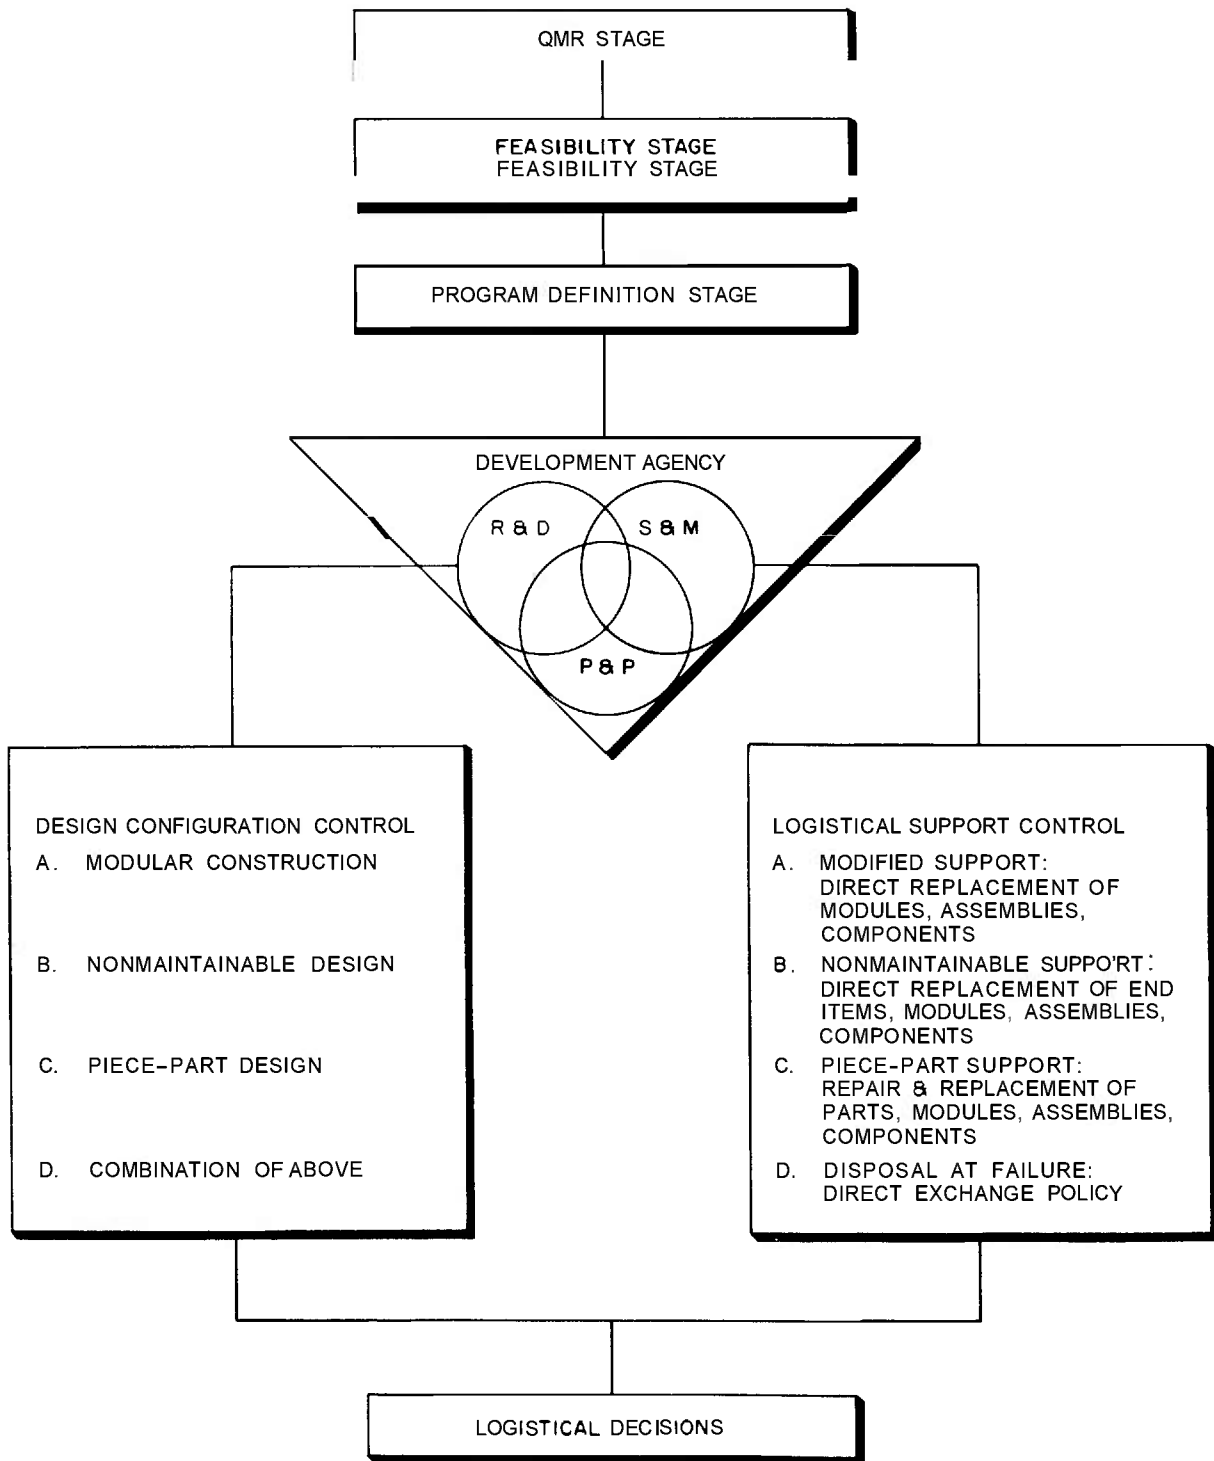 QMR STAGE
FEASIBILITY STAGE
FEASIBILITY STAGE
PROGRAM DEFINITION STAGE
DEVELOPMENT AGENCY
R & D
S & M
P & P
DESIGN CONFIGURATION CONTROL
A. MODULAR CONSTRUCTION
B. NONMAINTAINABLE DESIGN
C. PIECE-PART DESIGN
D. COMBINATION OF ABOVE
LOGISTICAL SUPPORT CONTROL
A. MODIFIED SUPPORT:
DIRECT REPLACEMENT OF
MODULES, ASSEMBLIES,
COMPONENTS
B. NONMAINTAINABLE SUPPO'RT:
DIRECT REPLACEMENT OF END
ITEMS, MODULES, ASSEMBLIES,
COMPONENTS
C. PIECE-PART SUPPORT:
REPAIR & REPLACEMENT OF
PARTS, MODULES, ASSEMBLIES,
COMPONENTS
D. DISPOSAL AT FAILURE:
DIRECT EXCHANGE POLICY
LOGISTICAL DECISIONS